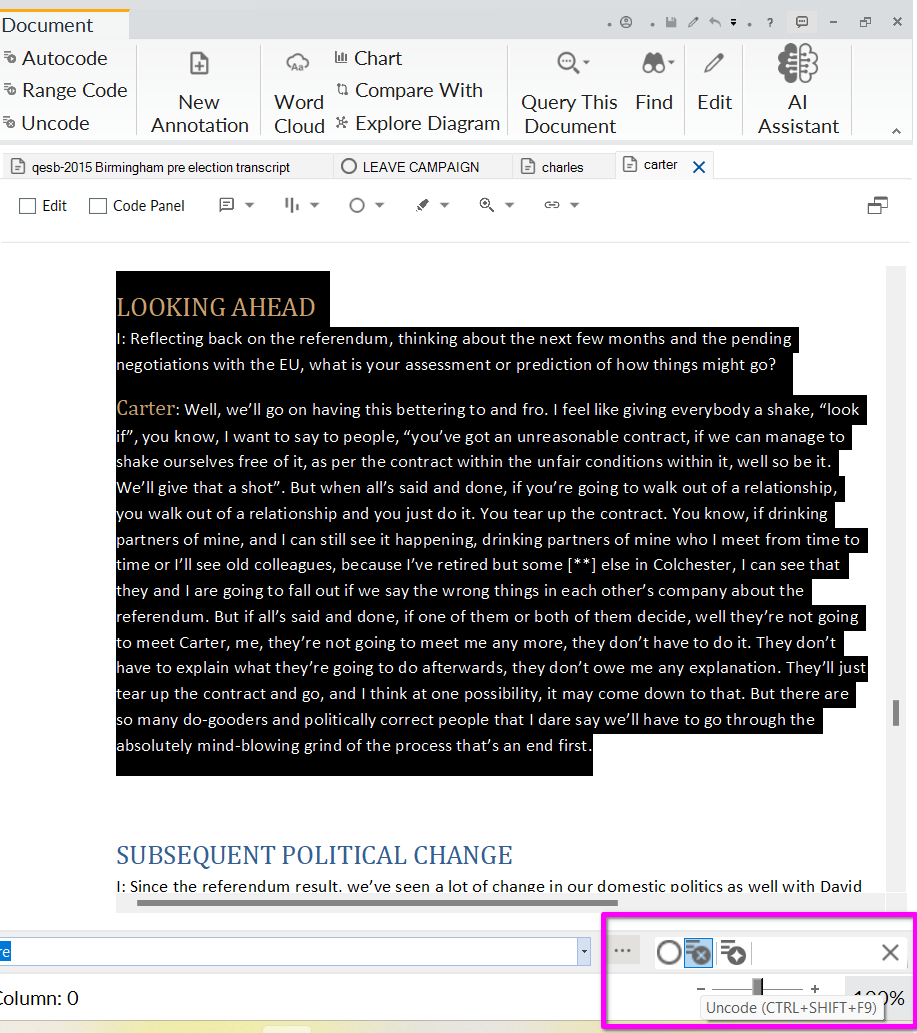 Document
Autocode
Range Code
Uncode
New
Annotation
Word
Cloud
Chart
Compare With
Explore Diagram
Query This
Document
Find
Edit
AI
Assistant
qesb-2015 Birmingham pre election transcript
LEAVE CAMPAIGN
charles
carter
Edit
Code Panel
LOOKING AHEAD
I: Reflecting back on the referendum, thinking about the next few months and the pending
negotiations with the EU, what is your assessment or prediction of how things might go?
Carter: Well, we’ll go on having this bettering to and fro. I feel like giving everybody a shake, “look
if”, you know, I want to say to people, “you’ve got an unreasonable contract, if we can manage to
shake ourselves free of it, as per the contract within the unfair conditions within it, well so be it.
We’ll give that a shot”. But when all’s said and done, if you’re going to walk out of a relationship,
you walk out of a relationship and you just do it. You tear up the contract. You know, if drinking
partners of mine, and I can still see it happening, drinking partners of mine who I meet from time to
time or I’ll see old colleagues, because I’ve retired but some [**] else in Colchester, I can see that
they and I are going to fall out if we say the wrong things in each other’s company about the
referendum. But if all’s said and done, if one of them or both of them decide, well they’re not going
to meet Carter, me, they’re not going to meet me any more, they don’t have to do it. They don’t
have to explain what they’re going to do afterwards, they don’t owe me any explanation. They’ll just
tear up the contract and go, and I think at one possibility, it may come down to that. But there are
so many do-gooders and politically correct people that I dare say we’ll have to go through the
absolutely mind-blowing grind of the process that’s an end first.
SUBSEQUENT POLITICAL CHANGE
I: Since the referendum result, we’ve seen a lot of change in our domestic politics as well with David
re
Column: 0
100%
Uncode (CTRL+SHIFT+F9)